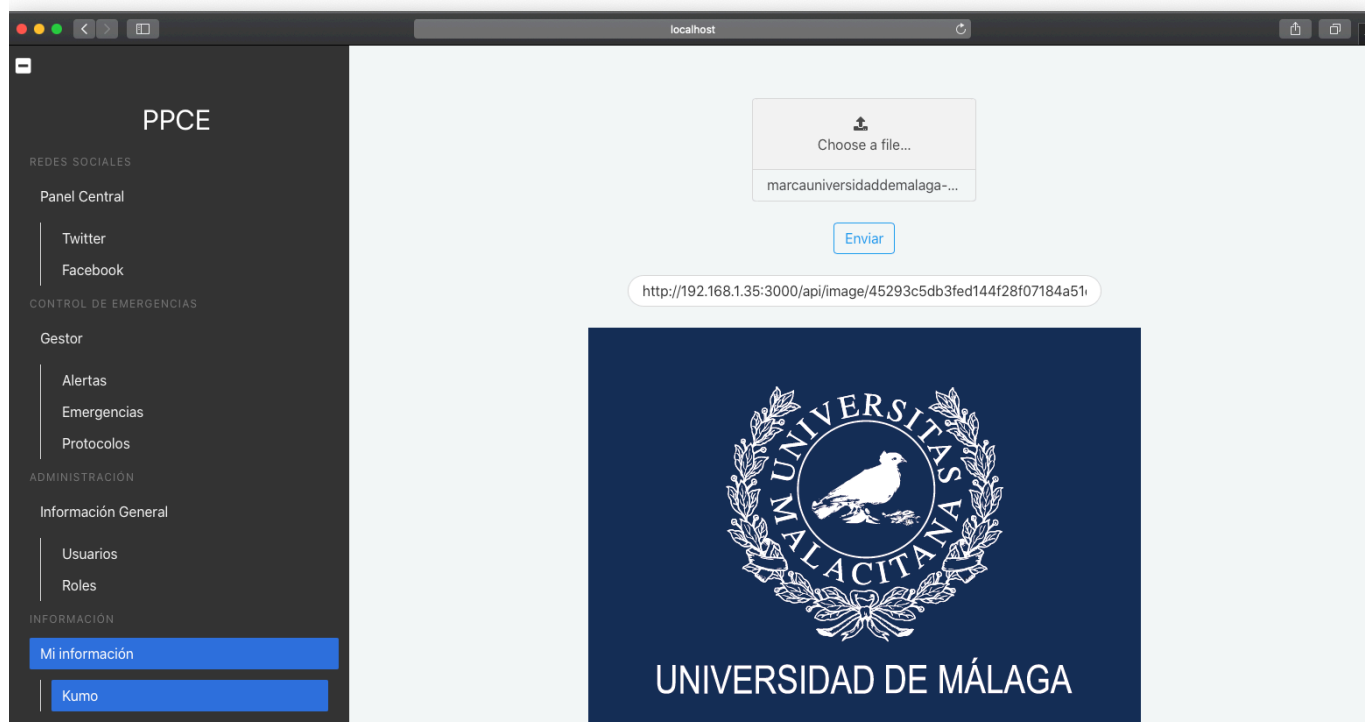 localhost
PPCE
REDES SOCIALES
Panel Central
Twitter
Facebook
CONTROL DE EMERGENCIAS
Gestor
Alertas
Emergencias
Protocolos
ADMINISTRACIÓN
Información General
Usuarios
Roles
INFORMACIÓN
Mi información
Kumo
Choose a file...
marcauniversidaddemalaga-...
Enviar
http://192.168.1.35:3000/api/image/45293c5db3fed144f28f07184a51
UNIVERSITAS
MALACITANA
UNIVERSIDAD DE MÁLAGA